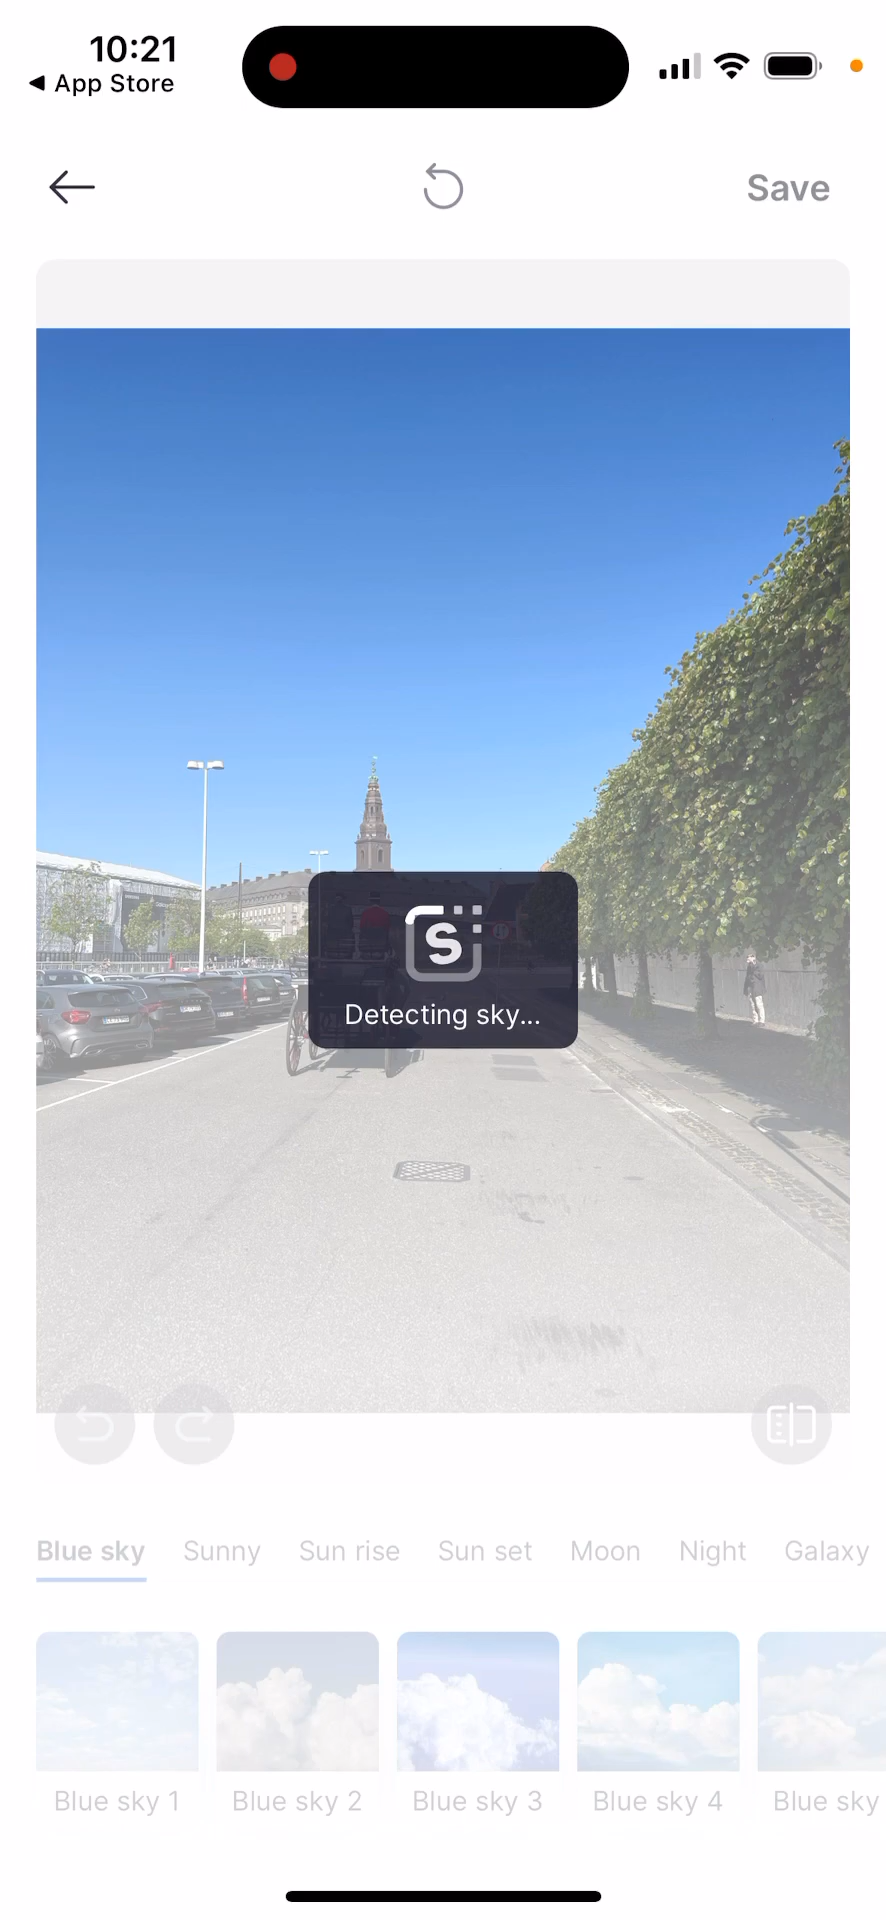 10:21
App Store
Save
S
Detecting sky...
Blue sky
Sunny
Sun rise
Sun set
Moon
Night
Galaxy
Blue sky 1
Blue sky 2
Blue sky 3
Blue sky 4
Blue sky